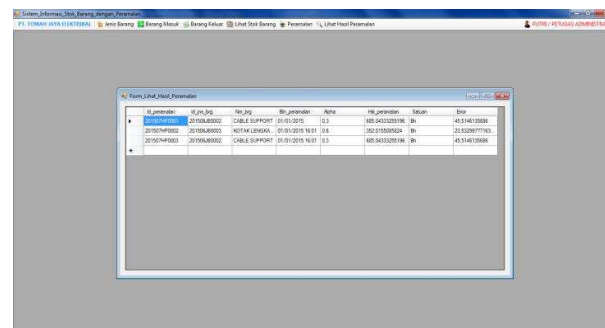 Sistem_Informasi_Stok_Barang_dengan_Peramalan
PT. TOMAH JAYA ELEKTRIKAL Jenis Barang Barang Masuk Barang Keluar Lihat Stok Barang Peramalan Lihat Hasil Peramalan PUTRI / PETUGAS ADMINISTRA
Form_Lihat_Hasil_Peramalan
Id_peramalan Id_jns_brg Nm_brg Bln_peramalan Alpha Hsl_peramalan Satuan Error
201507HP0001 201506JB0002 CABLE SUPPORT 01/01/2015 0.3 685.04333255196 Bh 45.5146135686
201507HP0002 201506JB0003 KOTAK LENGKA... 01/01/2015 16:01 0.6 352.0155085824 Bh 23.53299777163...
201507HP0003 201506JB0002 CABLE SUPPORT 01/01/2015 16:01 0.3 685.04333255196 Bh 45.5146135686